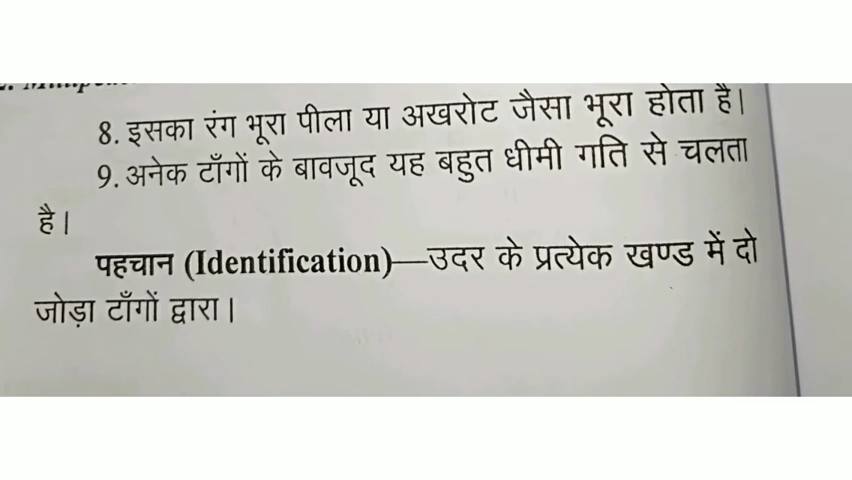 8. इसका रंग भूरा पीला या अखरोट जैसा भूरा होता है।
9. अनेक टाँगों के बावजूद यह बहुत धीमी गति से चलता
है।
पहचान (Identification)—उदर के प्रत्येक खण्ड में दो
जोड़ा टाँगों द्वारा।